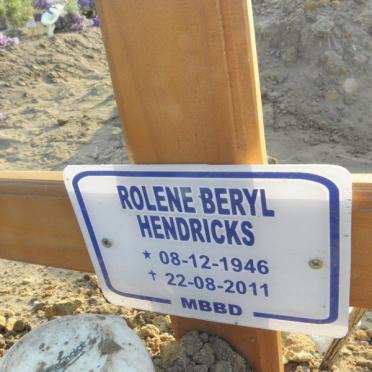 ROLENE BERYL
HENDRICKS
★ 08-12-1946
✝ 22-08-2011
MBBD